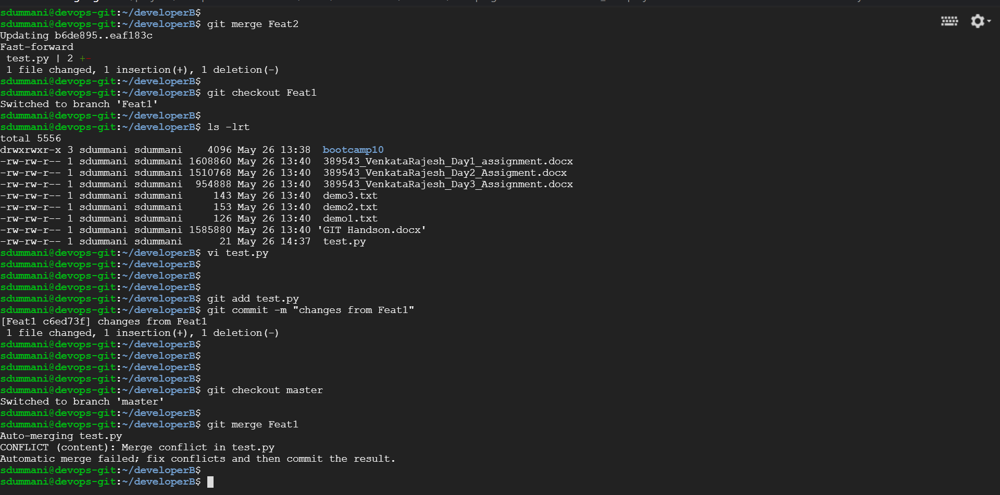 sdummani@devops-git:~/developerB$
sdummani@devops-git:~/developerB$ git merge Feat2
Updating b6de895..eaf183c
Fast-forward
 test.py | 2 +-
 1 file changed, 1 insertion(+), 1 deletion(-)
sdummani@devops-git:~/developerB$
sdummani@devops-git:~/developerB$ git checkout Feat1
Switched to branch 'Feat1'
sdummani@devops-git:~/developerB$
sdummani@devops-git:~/developerB$ ls -lrt
total 5556
drwxrwxr-x 3 sdummani sdummani    4096 May 26 13:38  bootcamp10
-rw-rw-r-- 1 sdummani sdummani 1608860 May 26 13:40  389543_VenkataRajesh_Day1_assignment.docx
-rw-rw-r-- 1 sdummani sdummani 1510768 May 26 13:40  389543_VenkataRajesh_Day2_Assigment.docx
-rw-rw-r-- 1 sdummani sdummani  954888 May 26 13:40  389543_VenkataRajesh_Day3_Assignment.docx
-rw-rw-r-- 1 sdummani sdummani     143 May 26 13:40  demo3.txt
-rw-rw-r-- 1 sdummani sdummani     153 May 26 13:40  demo2.txt
-rw-rw-r-- 1 sdummani sdummani     126 May 26 13:40  demo1.txt
-rw-rw-r-- 1 sdummani sdummani 1585880 May 26 13:40 'GIT Handson.docx'
-rw-rw-r-- 1 sdummani sdummani      21 May 26 14:37  test.py
sdummani@devops-git:~/developerB$ vi test.py
sdummani@devops-git:~/developerB$
sdummani@devops-git:~/developerB$
sdummani@devops-git:~/developerB$
sdummani@devops-git:~/developerB$ git add test.py
sdummani@devops-git:~/developerB$ git commit -m "changes from Feat1"
[Feat1 c6ed73f] changes from Feat1
 1 file changed, 1 insertion(+), 1 deletion(-)
sdummani@devops-git:~/developerB$
sdummani@devops-git:~/developerB$
sdummani@devops-git:~/developerB$
sdummani@devops-git:~/developerB$
sdummani@devops-git:~/developerB$ git checkout master
Switched to branch 'master'
sdummani@devops-git:~/developerB$
sdummani@devops-git:~/developerB$ git merge Feat1
Auto-merging test.py
CONFLICT (content): Merge conflict in test.py
Automatic merge failed; fix conflicts and then commit the result.
sdummani@devops-git:~/developerB$
sdummani@devops-git:~/developerB$